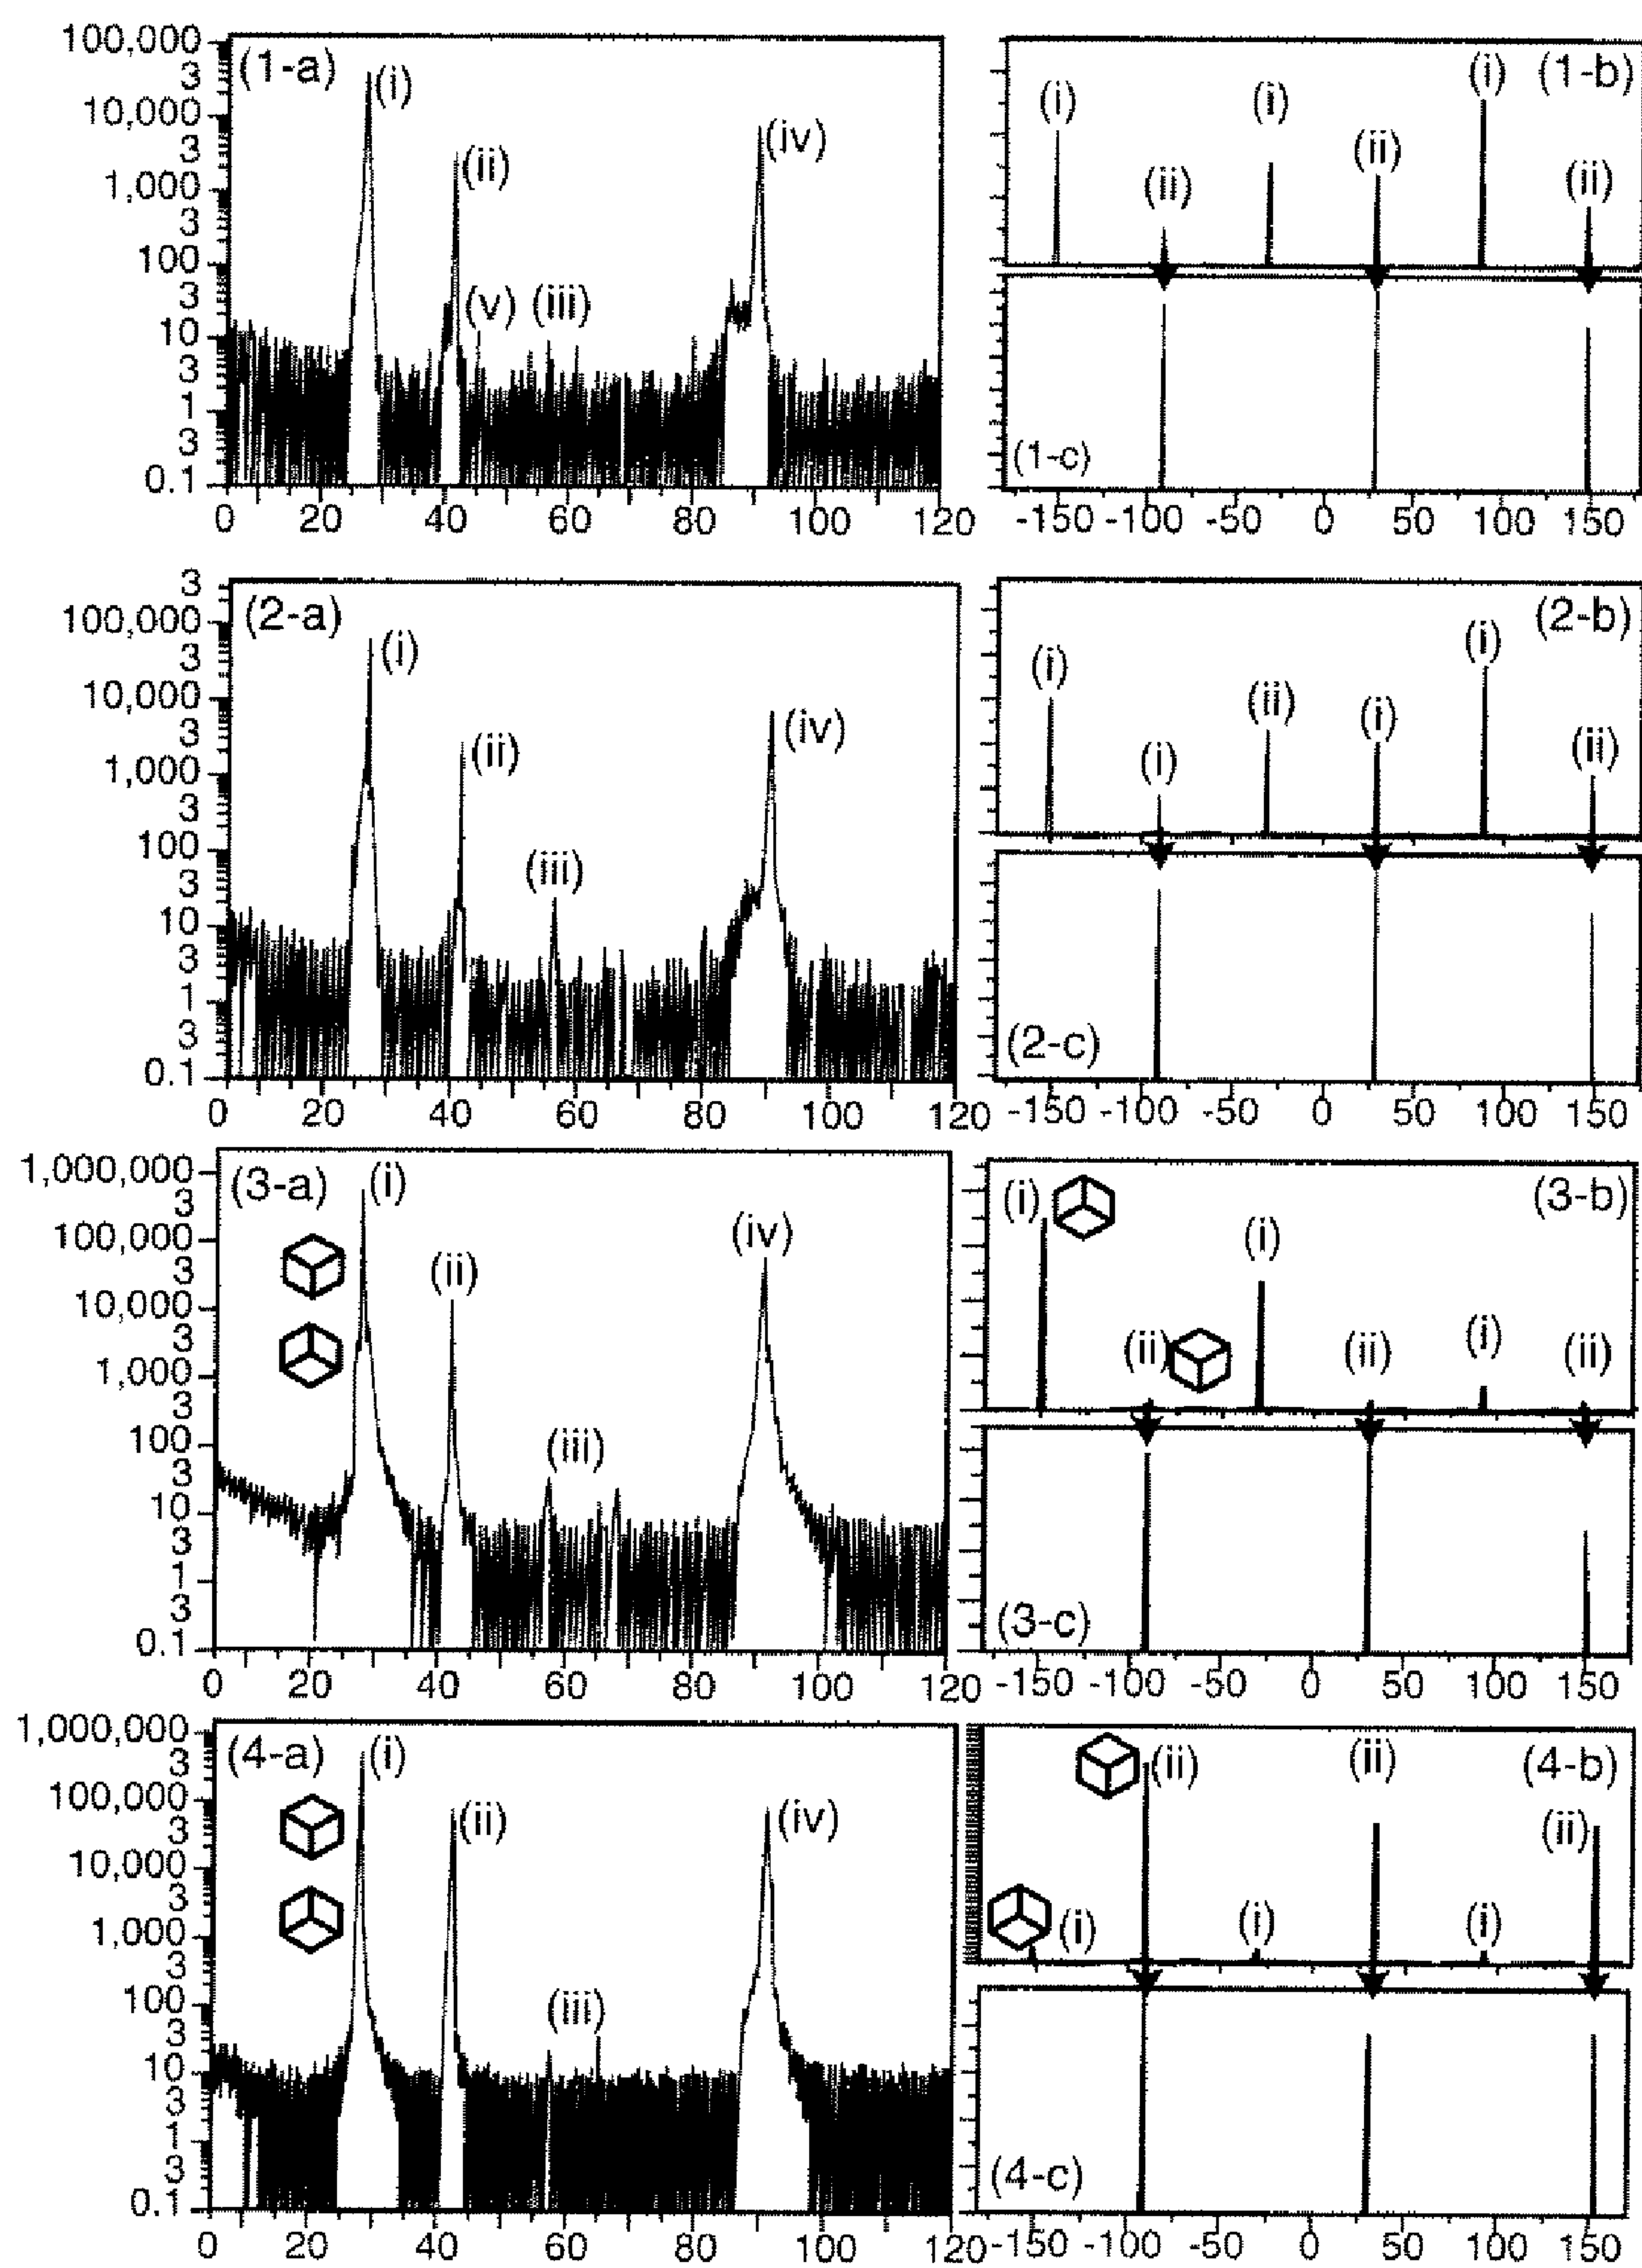 100,000
3
10,000
3
1,000
3
100
3
10
3
1
3
0.1
(1-a)
(i)
(ii)
(v)
(iii)
(iv)
0 20 40 60 80 100 120
(1-b)
(i)
(ii)
(i)
(ii)
(i)
(ii)
(1-c)
-150 -100 -50 0 50 100 150
3
100,000
3
10,000
3
1,000
3
100
3
10
3
1
3
0.1
(2-a)
(i)
(ii)
(iii)
(iv)
0 20 40 60 80 100 120
(2-b)
(i)
(i)
(ii)
(i)
(i)
(ii)
(2-c)
-150 -100 -50 0 50 100 150
1,000,000
3
100,000
3
10,000
3
1,000
3
100
3
10
3
1
3
0.1
(3-a)
(i)
(ii)
(iii)
(iv)
0 20 40 60 80 100 120
(3-b)
(i)
(ii)
(i)
(ii)
(i)
(ii)
(3-c)
-150 -100 -50 0 50 100 150
1,000,000
3
100,000
3
10,000
3
1,000
3
100
3
10
3
1
3
0.1
(4-a)
(i)
(ii)
(iii)
(iv)
0 20 40 60 80 100 120
(4-b)
(i)
(ii)
(i)
(ii)
(i)
(ii)
(4-c)
-150 -100 -50 0 50 100 150